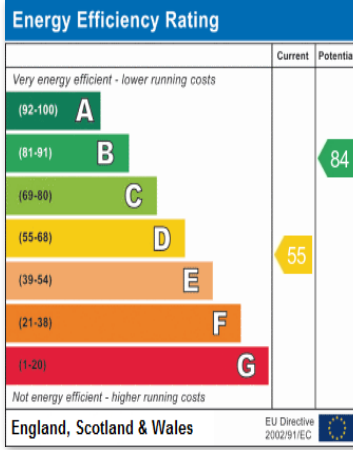 Energy Efficiency Rating
Current Potential
Very energy efficient - lower running costs
(92-100) A
(81-91) B
84
(69-80) C
(55-68) D
55
(39-54) E
(21-38) F
(1-20) G
Not energy efficient - higher running costs
England, Scotland & Wales
EU Directive
2002/91/EC